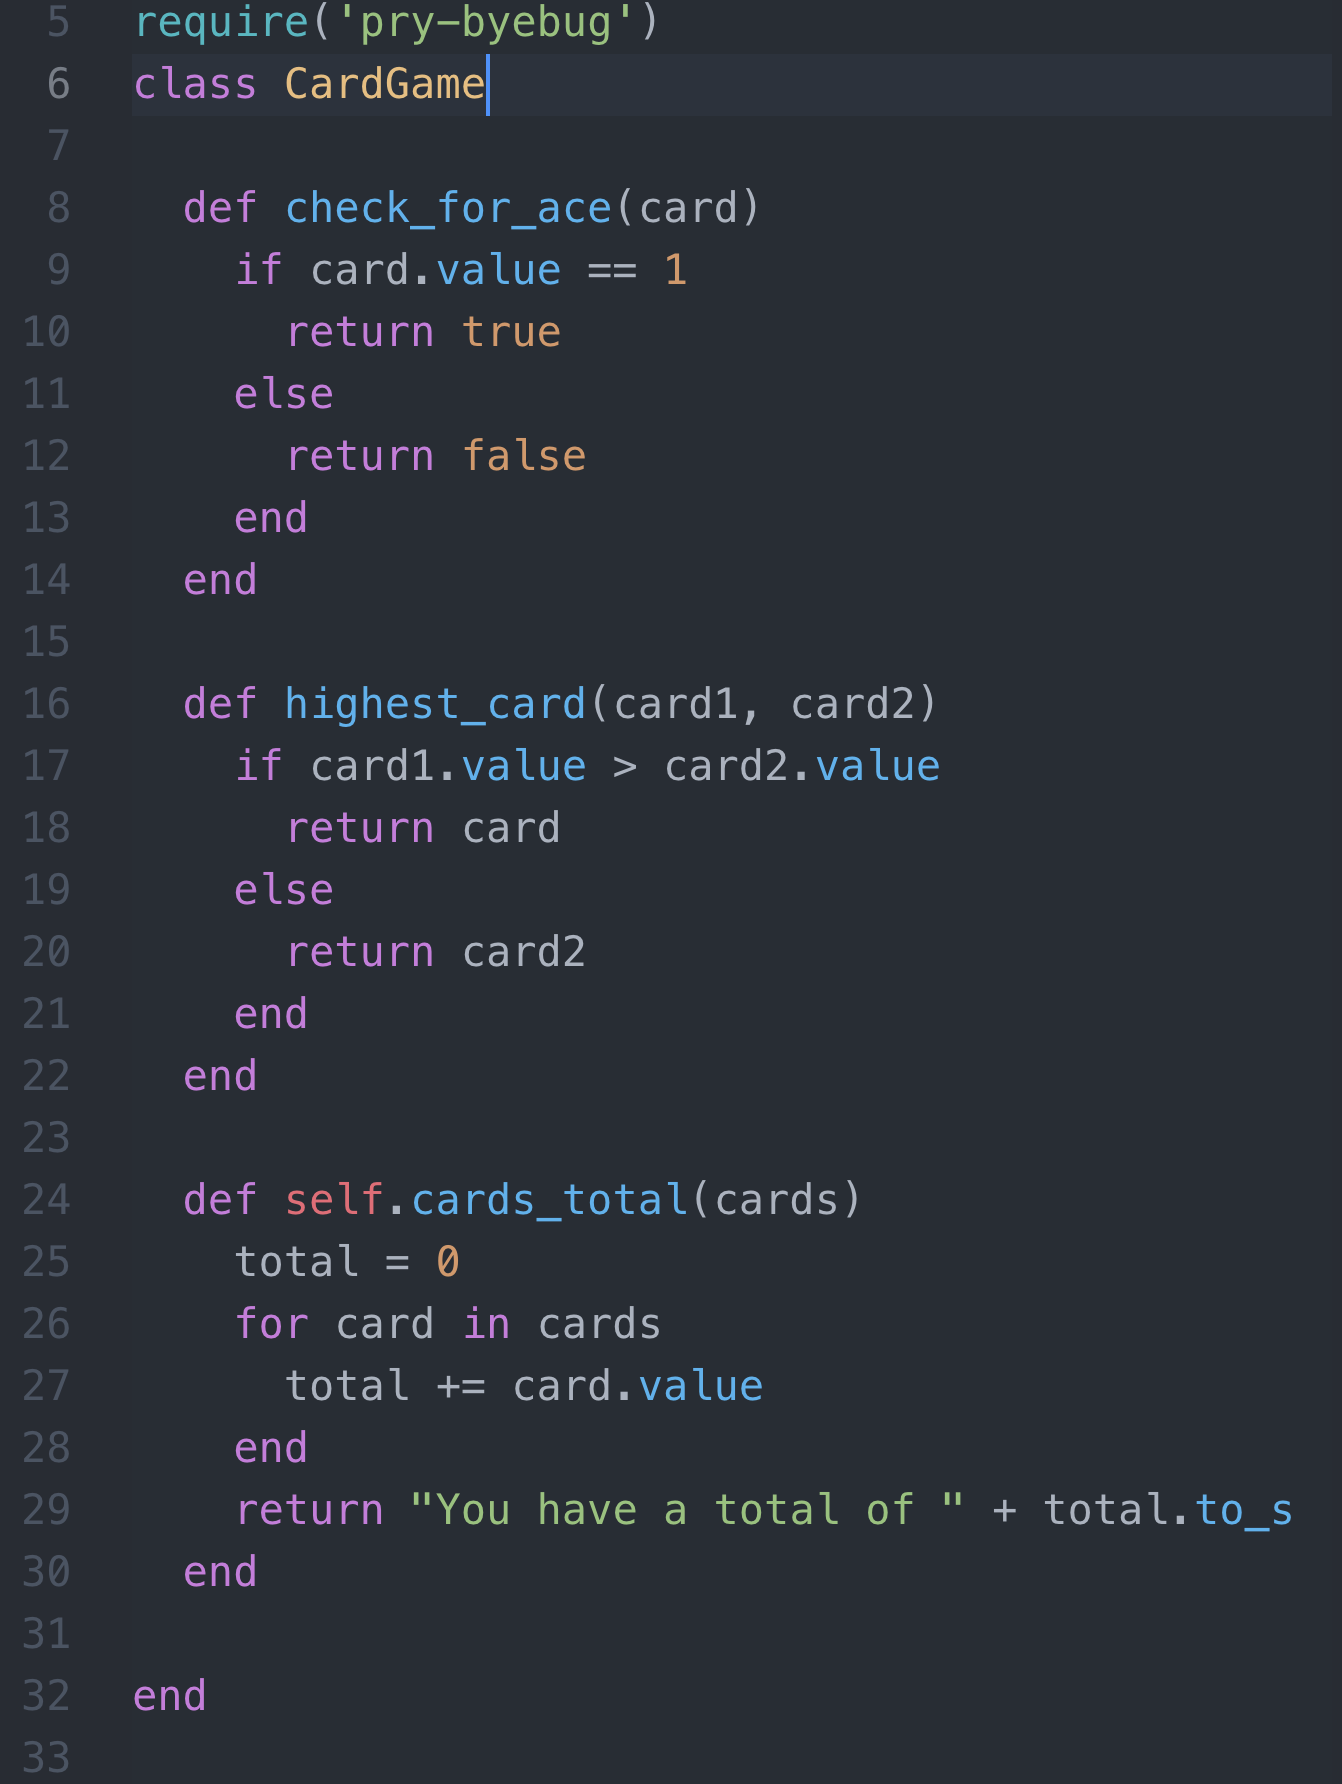 5 require('pry-byebug')
6 class CardGame
7
8   def check_for_ace(card)
9     if card.value == 1
10       return true
11     else
12       return false
13     end
14   end
15
16   def highest_card(card1, card2)
17     if card1.value > card2.value
18       return card
19     else
20       return card2
21     end
22   end
23
24   def self.cards_total(cards)
25     total = 0
26     for card in cards
27       total += card.value
28     end
29     return "You have a total of " + total.to_s
30   end
31
32 end
33